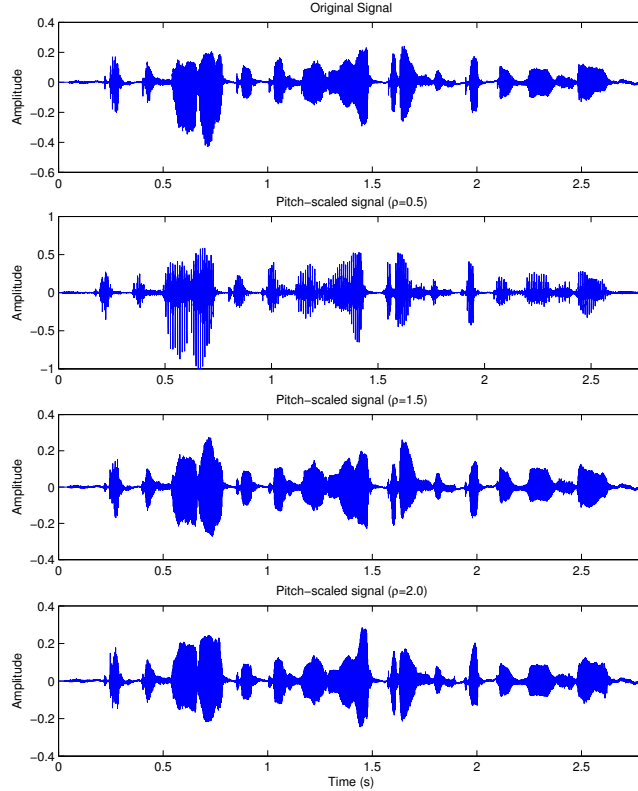 Original Signal
0.4
0.2
0
−0.2
−0.4
−0.6
Amplitude
0 0.5 1 1.5 2 2.5
Pitch−scaled signal (ρ=0.5)
1
0.5
0
−0.5
−1
Amplitude
0 0.5 1 1.5 2 2.5
Pitch−scaled signal (ρ=1.5)
0.4
0.2
0
−0.2
−0.4
Amplitude
0 0.5 1 1.5 2 2.5
Pitch−scaled signal (ρ=2.0)
0.4
0.2
0
−0.2
−0.4
Amplitude
0 0.5 1 1.5 2 2.5
Time (s)